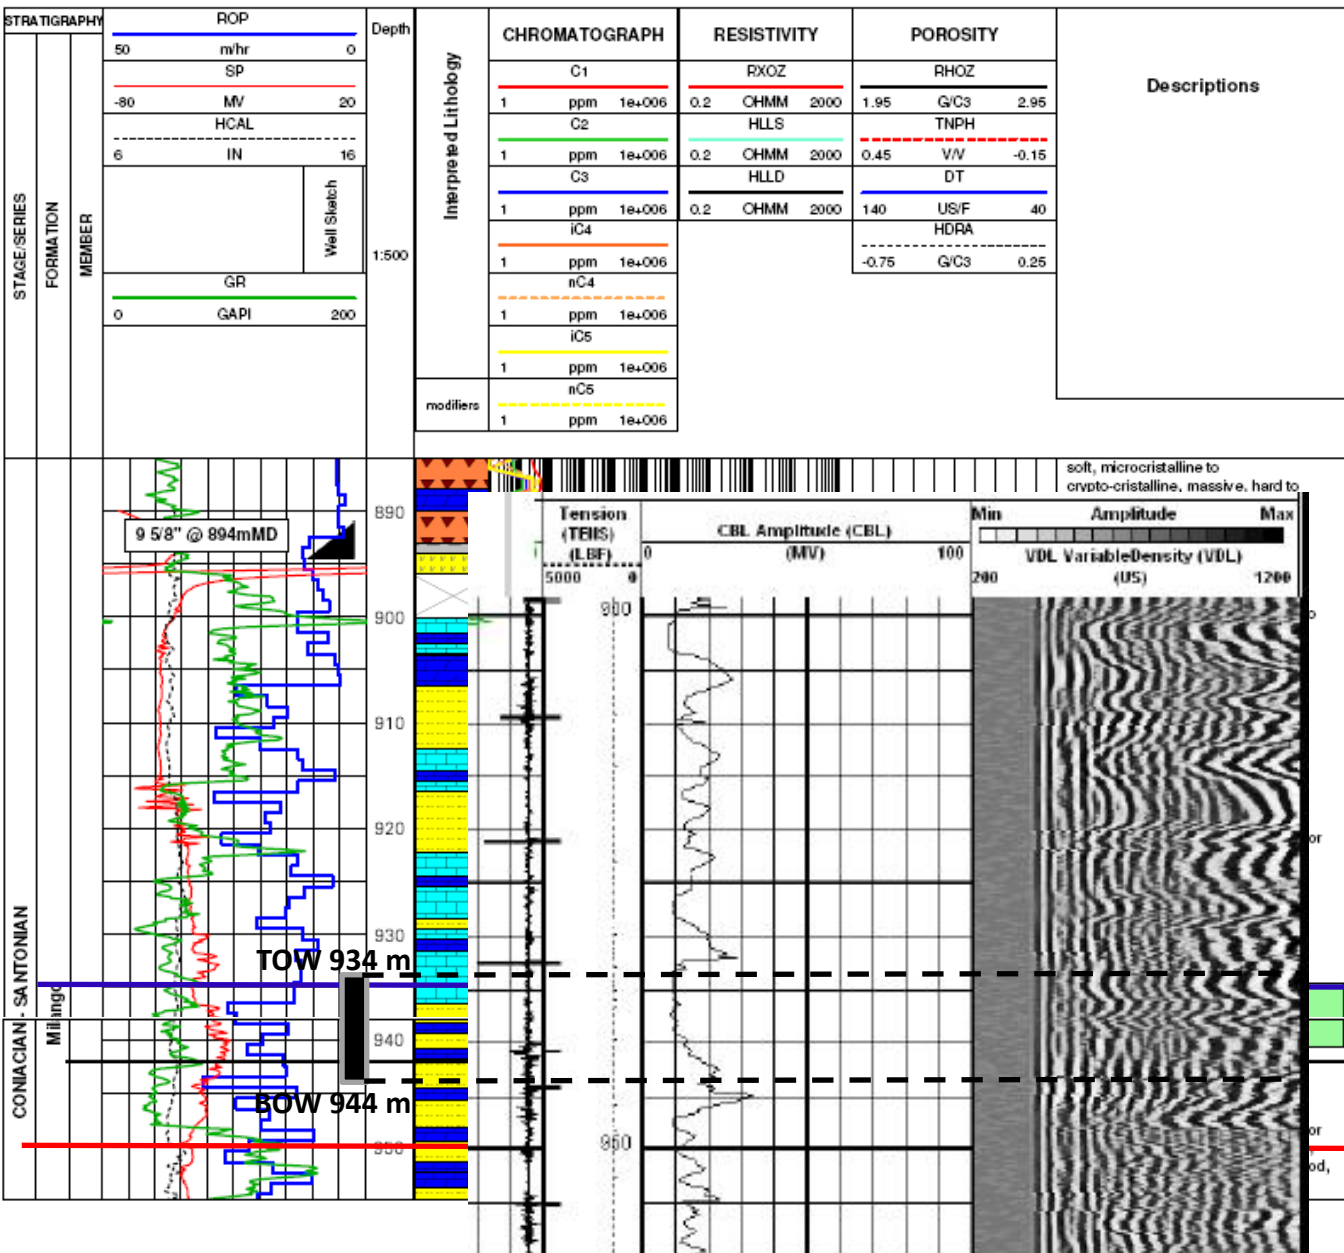 STRATIGRAPHY
STAGE/SERIES
FORMATION
MEMBER
ROP
50 m/hr 0
SP
-80 MV 20
HCAL
6 IN 16
Well Sketch
GR
0 GAPI 200
Depth
1:500
Interpreted Lithology
modifiers
CHROMATOGRAPH
C1
1 ppm 1e+006
C2
1 ppm 1e+006
C3
1 ppm 1e+006
iC4
1 ppm 1e+006
nC4
1 ppm 1e+006
iC5
1 ppm 1e+006
nC5
1 ppm 1e+006
RESISTIVITY
RXOZ
0.2 OHMM 2000
HLLS
0.2 OHMM 2000
HLLD
0.2 OHMM 2000
POROSITY
RHOZ
1.95 G/C3 2.95
TNPH
0.45 V/V -0.15
DT
140 US/F 40
HDRA
-0.75 G/C3 0.25
Descriptions
soft, microcristalline to
crypto-cristalline, massive, hard to
9 5/8" @ 894mMD
890
900
910
920
930
940
950
CONIACIAN - SANTONIAN
Milango
TOW 934 m
BOW 944 m
Tension
(TENS)
(LBF)
5000 0
CBL Amplitude (CBL)
0 (MV) 100
Min Amplitude Max
VDL VariableDensity (VDL)
200 (US) 1200
950
or
or
od,